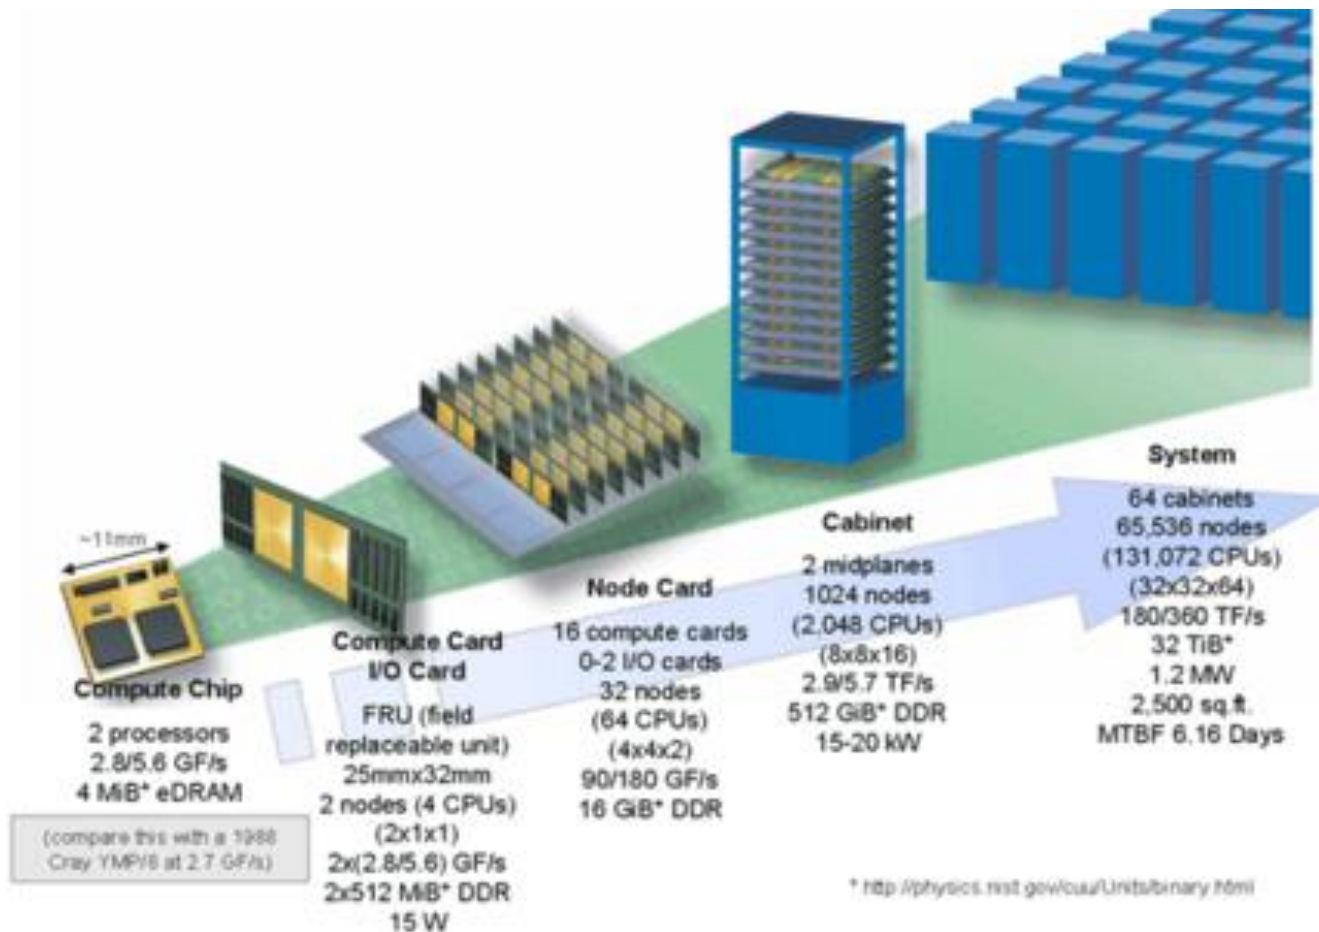 ~11mm
Compute Chip
2 processors
2.8/5.6 GF/s
4 MiB* eDRAM
(compare this with a 1988
Cray YMP/8 at 2.7 GF/s)
Compute Card
I/O Card
FRU (field
replaceable unit)
25mmx32mm
2 nodes (4 CPUs)
(2x1x1)
2x(2.8/5.6) GF/s
2x512 MiB* DDR
15 W
Node Card
16 compute cards
0-2 I/O cards
32 nodes
(64 CPUs)
(4x4x2)
90/180 GF/s
16 GiB* DDR
Cabinet
2 midplanes
1024 nodes
(2,048 CPUs)
(8x8x16)
2.9/5.7 TF/s
512 GiB* DDR
15-20 kW
System
64 cabinets
65,536 nodes
(131,072 CPUs)
(32x32x64)
180/360 TF/s
32 TiB*
1.2 MW
2,500 sq.ft.
MTBF 6.16 Days
* http://physics.nist.gov/cuu/Units/binary.html